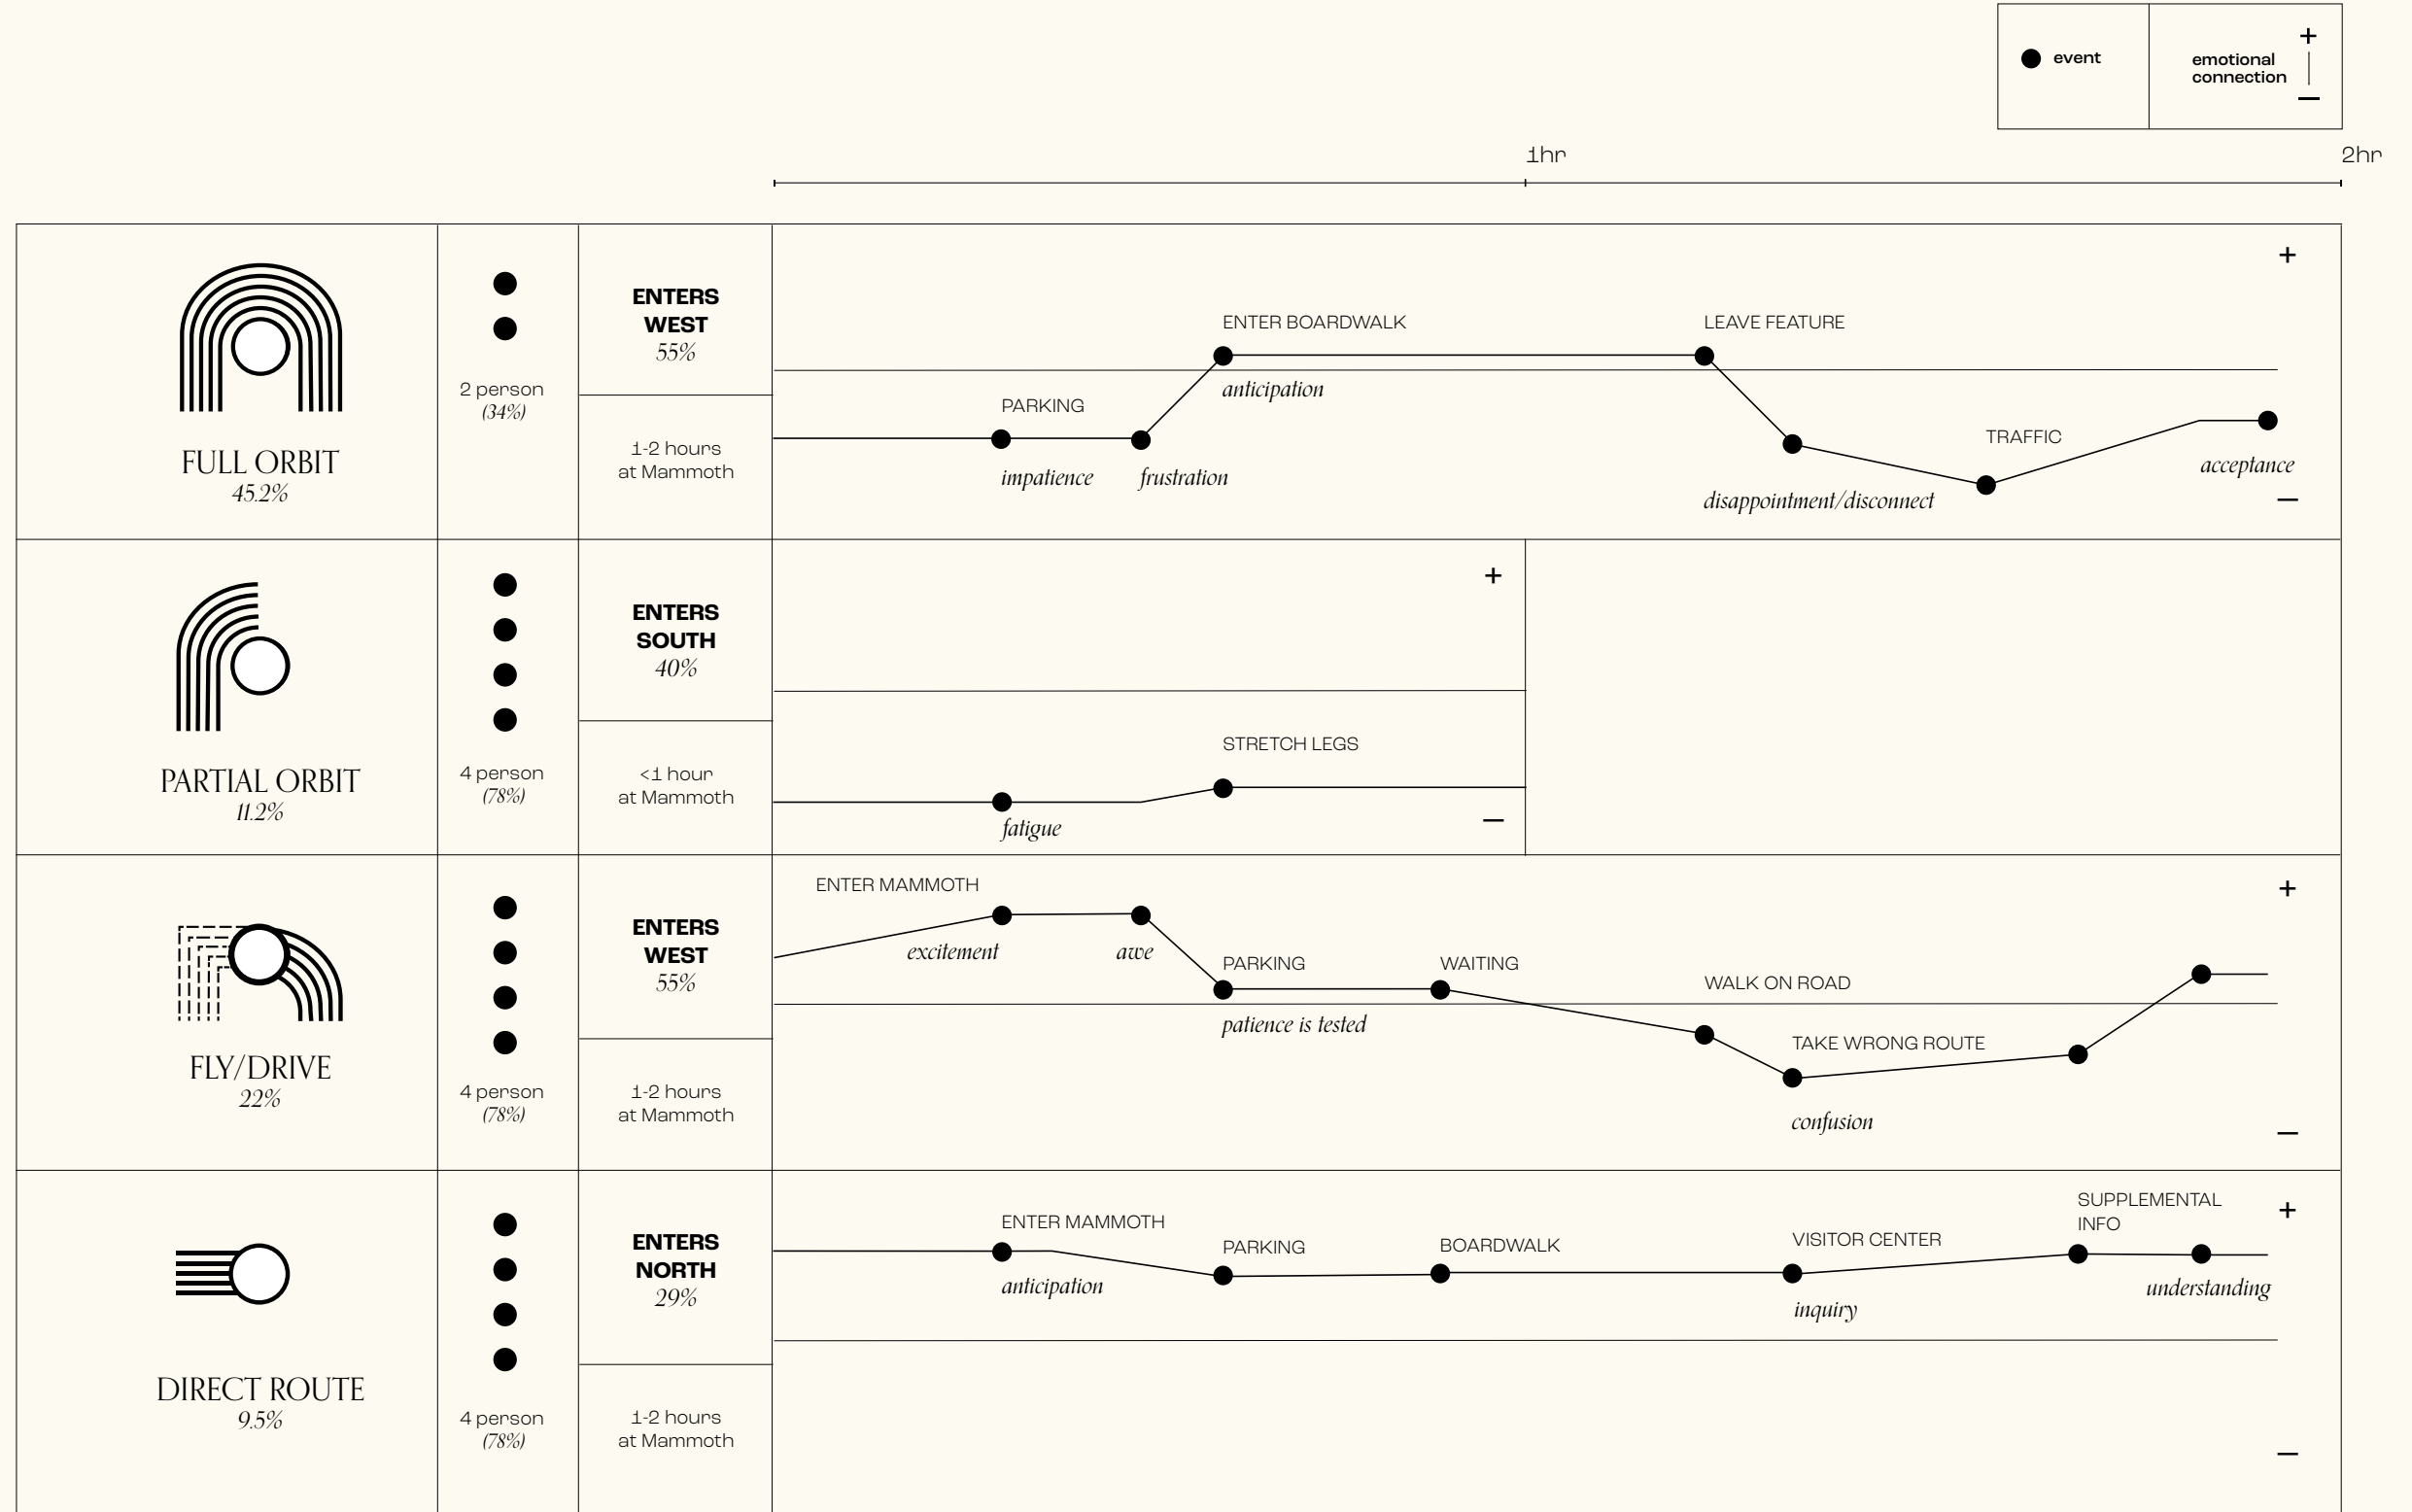 event
emotional
connection
+
—
1hr
2hr
FULL ORBIT
45.2%
2 person
(34%)
ENTERS
WEST
55%
1-2 hours
at Mammoth
+
ENTER BOARDWALK
LEAVE FEATURE
anticipation
PARKING
TRAFFIC
impatience
frustration
disappointment/disconnect
acceptance
—
PARTIAL ORBIT
11.2%
4 person
(78%)
ENTERS
SOUTH
40%
<1 hour
at Mammoth
+
STRETCH LEGS
fatigue
—
FLY/DRIVE
22%
4 person
(78%)
ENTERS
WEST
55%
1-2 hours
at Mammoth
ENTER MAMMOTH
+
excitement
awe
PARKING
WAITING
WALK ON ROAD
patience is tested
TAKE WRONG ROUTE
confusion
—
DIRECT ROUTE
9.5%
4 person
(78%)
ENTERS
NORTH
29%
1-2 hours
at Mammoth
SUPPLEMENTAL
INFO
+
ENTER MAMMOTH
PARKING
BOARDWALK
VISITOR CENTER
anticipation
inquiry
understanding
—